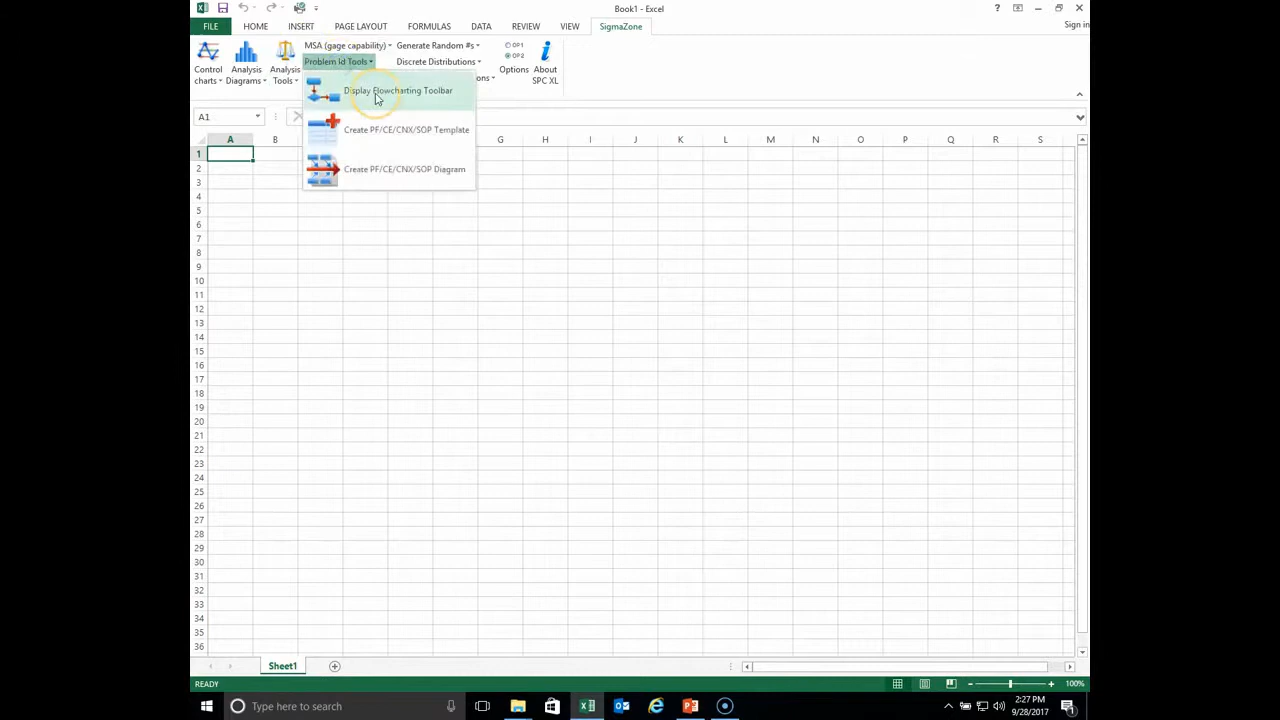 Book1 - Excel
Sign in
FILE HOME INSERT PAGE LAYOUT FORMULAS DATA REVIEW VIEW SigmaZone
MSA (gage capability) Generate Random #s OP1
Problem Id Tools Discrete Distributions OP2
Control charts Analysis Diagrams Analysis Tools Options About SPC XL
ons
Display Flowcharting Toolbar
Create PF/CE/CNX/SOP Template
Create PF/CE/CNX/SOP Diagram
A1
A B G H I J K L M N O P Q R S
1
2
3
4
5
6
7
8
9
10
11
12
13
14
15
16
17
18
19
20
21
22
23
24
25
26
27
28
29
30
31
32
33
34
35
36
Sheet1
READY 100%
Type here to search
2:27 PM
9/28/2017
1